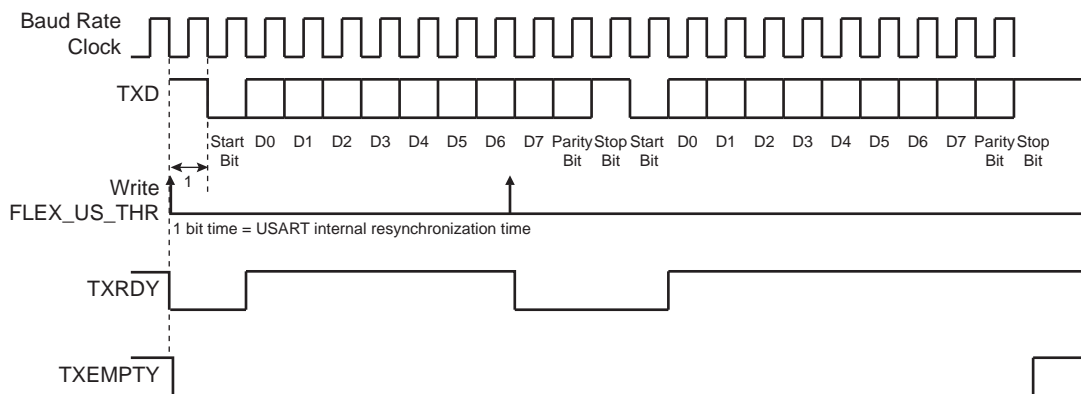 Baud Rate
Clock
TXD
Start D0 D1 D2 D3 D4 D5 D6 D7 Parity Stop Start D0 D1 D2 D3 D4 D5 D6 D7 Parity Stop
Bit Bit Bit Bit Bit Bit
1
Write
FLEX_US_THR
1 bit time = USART internal resynchronization time
TXRDY
TXEMPTY